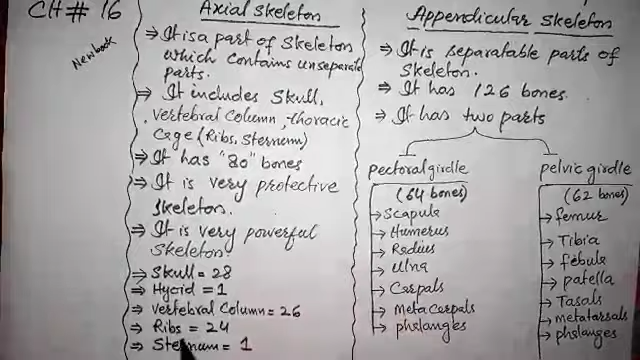 CH# 16
Newbook
Axial Skeleton
⇒ It is a part of Skeleton
which contains unseparate
parts.
⇒ It includes Skull,
vertebral Column, thoracic
Cage (Ribs, Sternum)
⇒ It has "80" bones
⇒ It is very protective
Skeleton.
⇒ It is very powerful
Skeleton.
⇒ Skull = 28
⇒ Hyoid = 1
⇒ Vertebral Column = 26
⇒ Ribs = 24
⇒ Sternum = 1
Appendicular Skeleton
⇒ It is separatable parts of
Skeleton.
⇒ It has 126 bones.
⇒ It has two parts
pectoral girdle
(64 bones)
→ Scapula
→ Humerus
→ Radius
→ Ulna
→ Carpals
→ Meta Carpals
→ phelanges
pelvic girdle
(62 bones)
→ femur
→ Tibia
→ febula
→ patella
→ Tasals
→ metatarsals
→ phelanges